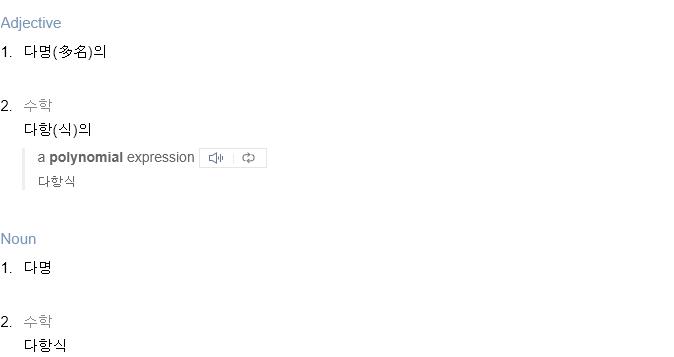 Adjective
1. 다명(多名)의
2. 수학
다항(식)의
a polynomial expression
다항식
Noun
1. 다명
2. 수학
다항식